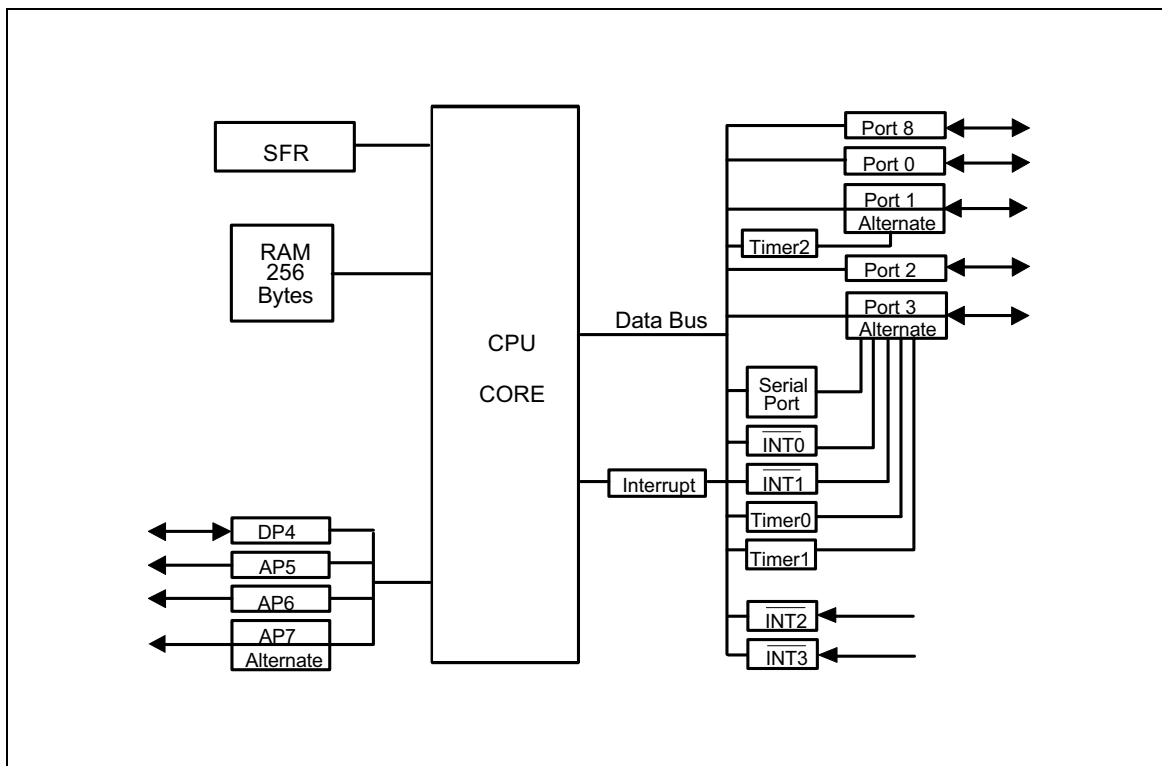 SFR
RAM
256
Bytes
DP4
AP5
AP6
AP7
Alternate
CPU
CORE
Data Bus
Interrupt
Port 8
Port 0
Port 1
Alternate
Timer2
Port 2
Port 3
Alternate
Serial
Port
INT0
INT1
Timer0
Timer1
INT2
INT3